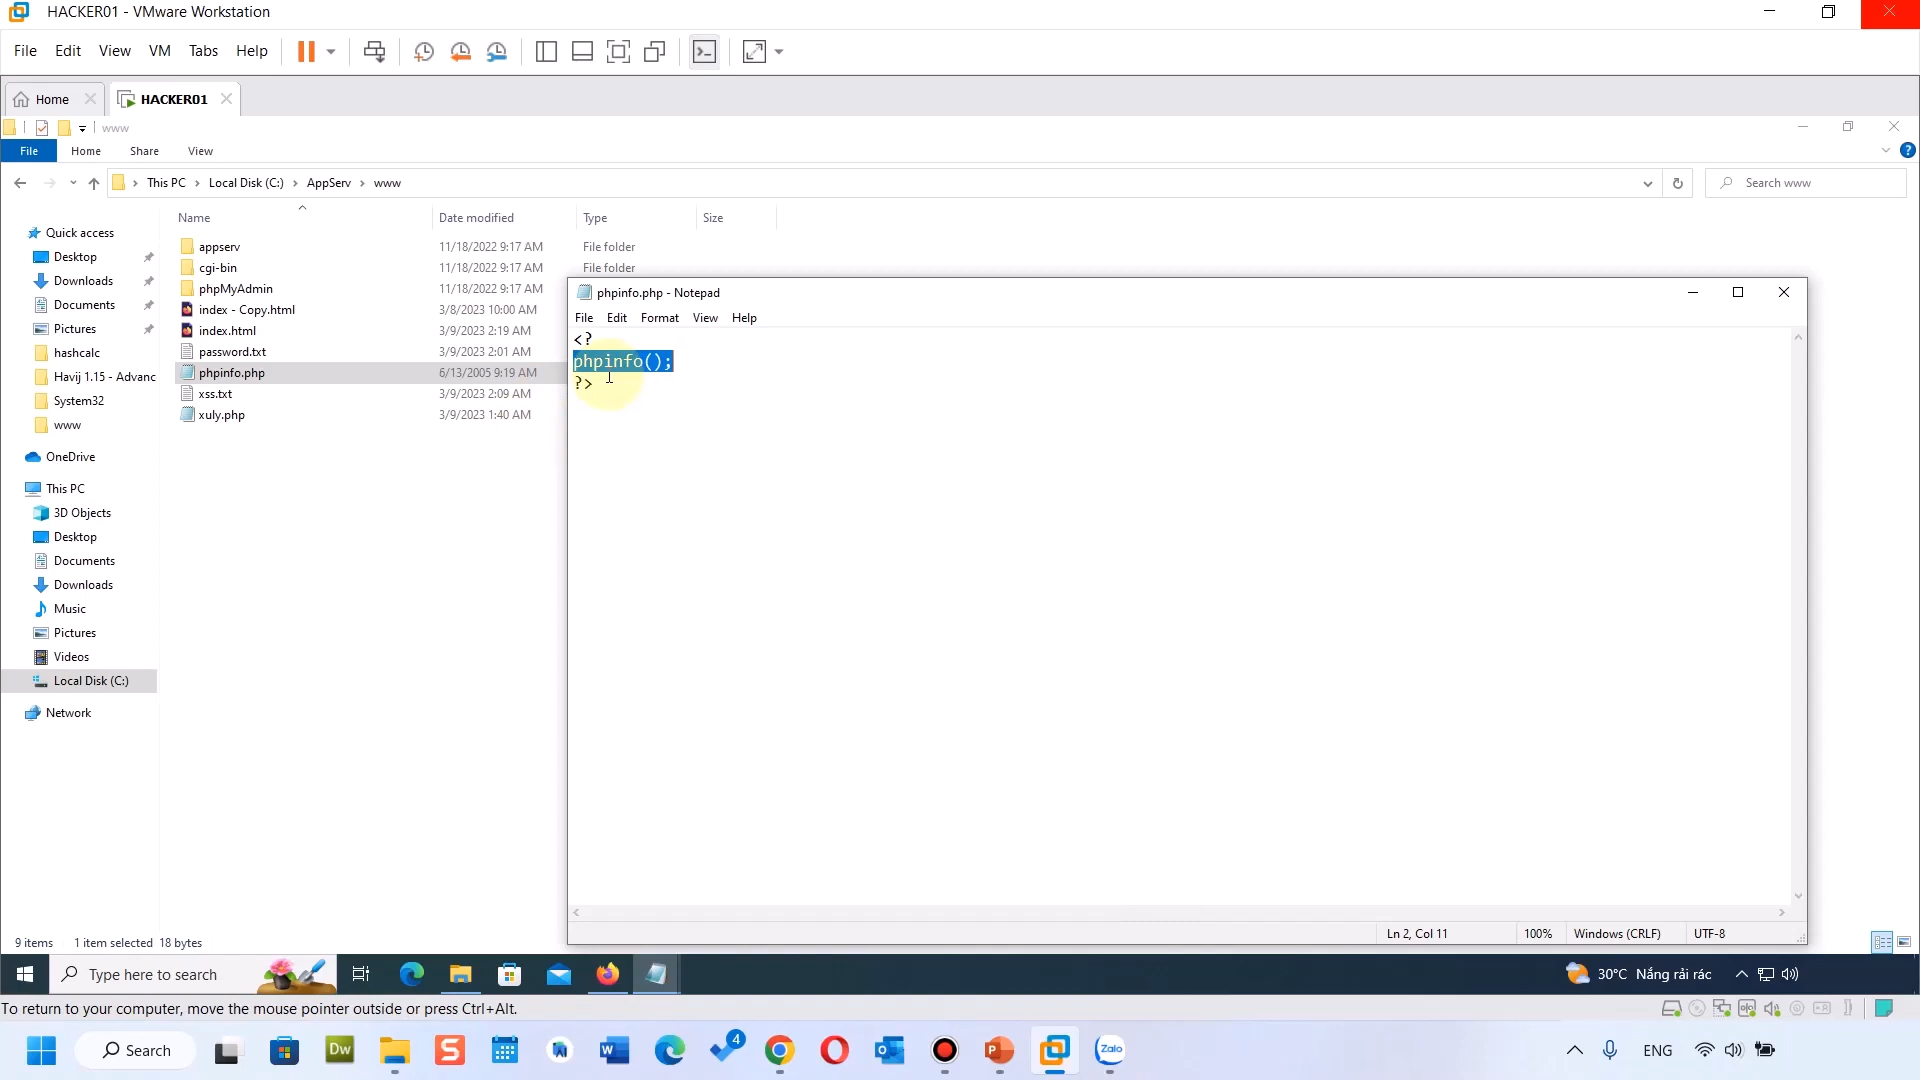 HACKER01 - VMware Workstation
File Edit View VM Tabs Help
Home
HACKER01
www
File Home Share View
This PC Local Disk (C:) AppServ www
Search www
Name Date modified Type Size
Quick access
Desktop
Downloads
Documents
Pictures
hashcalc
Havij 1.15 - Advanc
System32
www
OneDrive
This PC
3D Objects
Desktop
Documents
Downloads
Music
Pictures
Videos
Local Disk (C:)
Network
appserv 11/18/2022 9:17 AM File folder
cgi-bin 11/18/2022 9:17 AM File folder
phpMyAdmin 11/18/2022 9:17 AM
index - Copy.html 3/8/2023 10:00 AM
index.html 3/9/2023 2:19 AM
password.txt 3/9/2023 2:01 AM
phpinfo.php 6/13/2005 9:19 AM
xss.txt 3/9/2023 2:09 AM
xuly.php 3/9/2023 1:40 AM
phpinfo.php - Notepad
File Edit Format View Help
<?
phpinfo();
?>
Ln 2, Col 11 100% Windows (CRLF) UTF-8
9 items 1 item selected 18 bytes
Type here to search
30°C Nắng rải rác
To return to your computer, move the mouse pointer outside or press Ctrl+Alt.
Search
Dw
4
Zalo
ENG